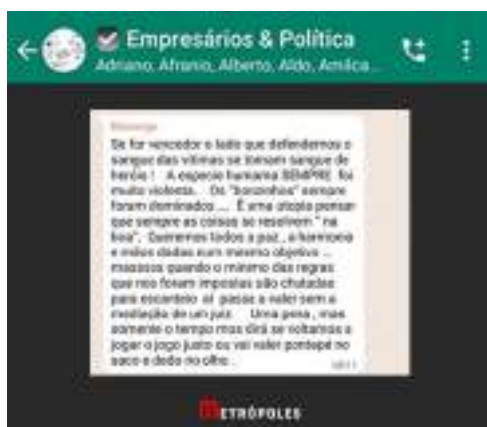 Empresários & Política
Adriano, Afranio, Alberto, Aldo, Amilca...
Se for vencedor o lado que defendemos o
sangue das vítimas se tornam sangue de
heróis ! A espécie humana SEMPRE foi
muito violenta. Os "bonzinhos" sempre
foram dominados .... É uma utopia pensar
que sempre as coisas se resolvem " na
boa". Queremos todos a paz , a harmonia
e mãos dadas num mesmo objetivo ...
masssss quando o mínimo das regras
que nos foram impostas são chutadas
para escanteio aí passa a valer sem a
mediação de um juiz. Uma pena , mas
somente o tempo nos dirá se voltamos a
jogar o jogo justo ou vai valer pontapé no
saco e dedo no olho .
METRÓPOLES